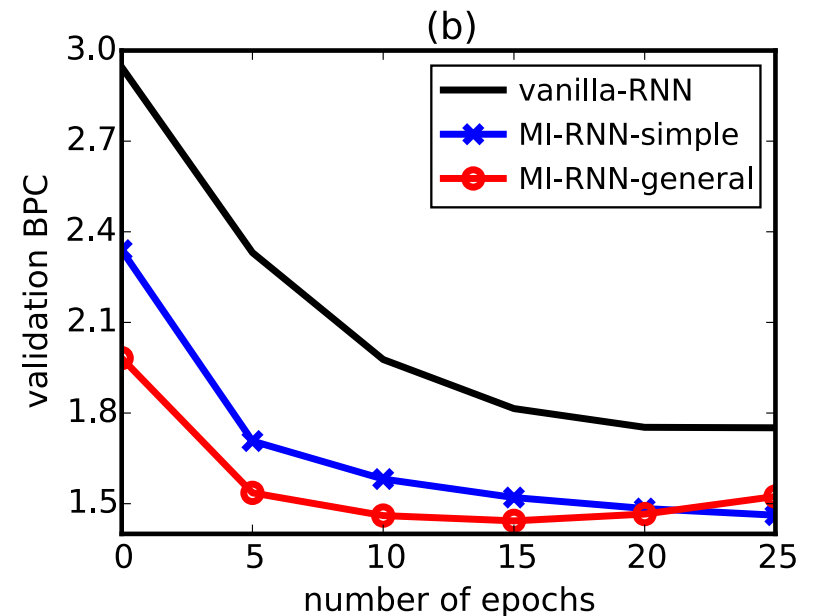 (b)
3.0
2.7
2.4
2.1
1.8
1.5
validation BPC
vanilla-RNN
MI-RNN-simple
MI-RNN-general
0 5 10 15 20 25
number of epochs